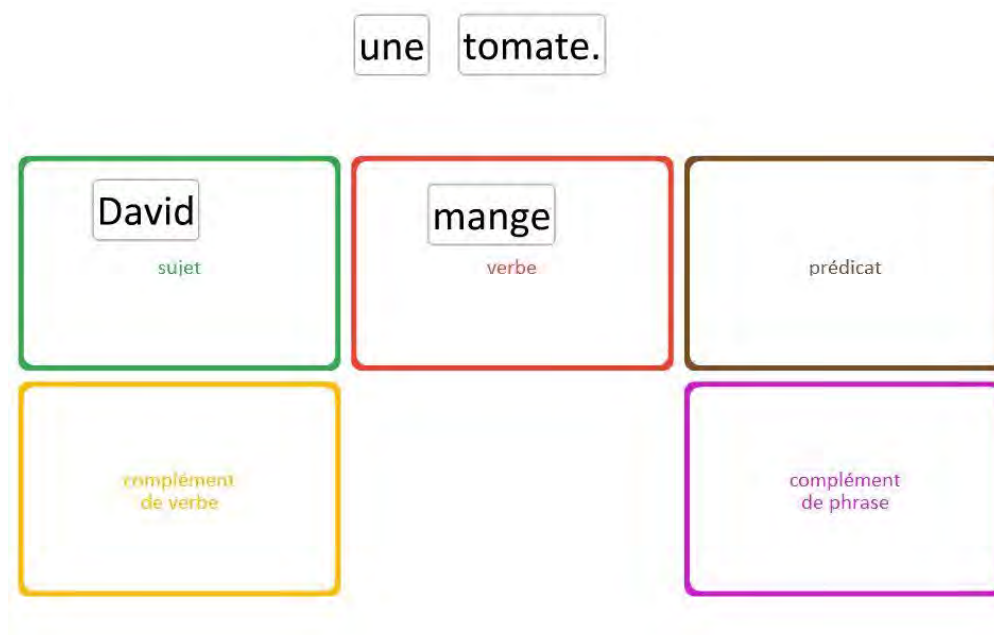 une tomate.
David mange
sujet verbe prédicat
complément
de verbe
complément
de phrase